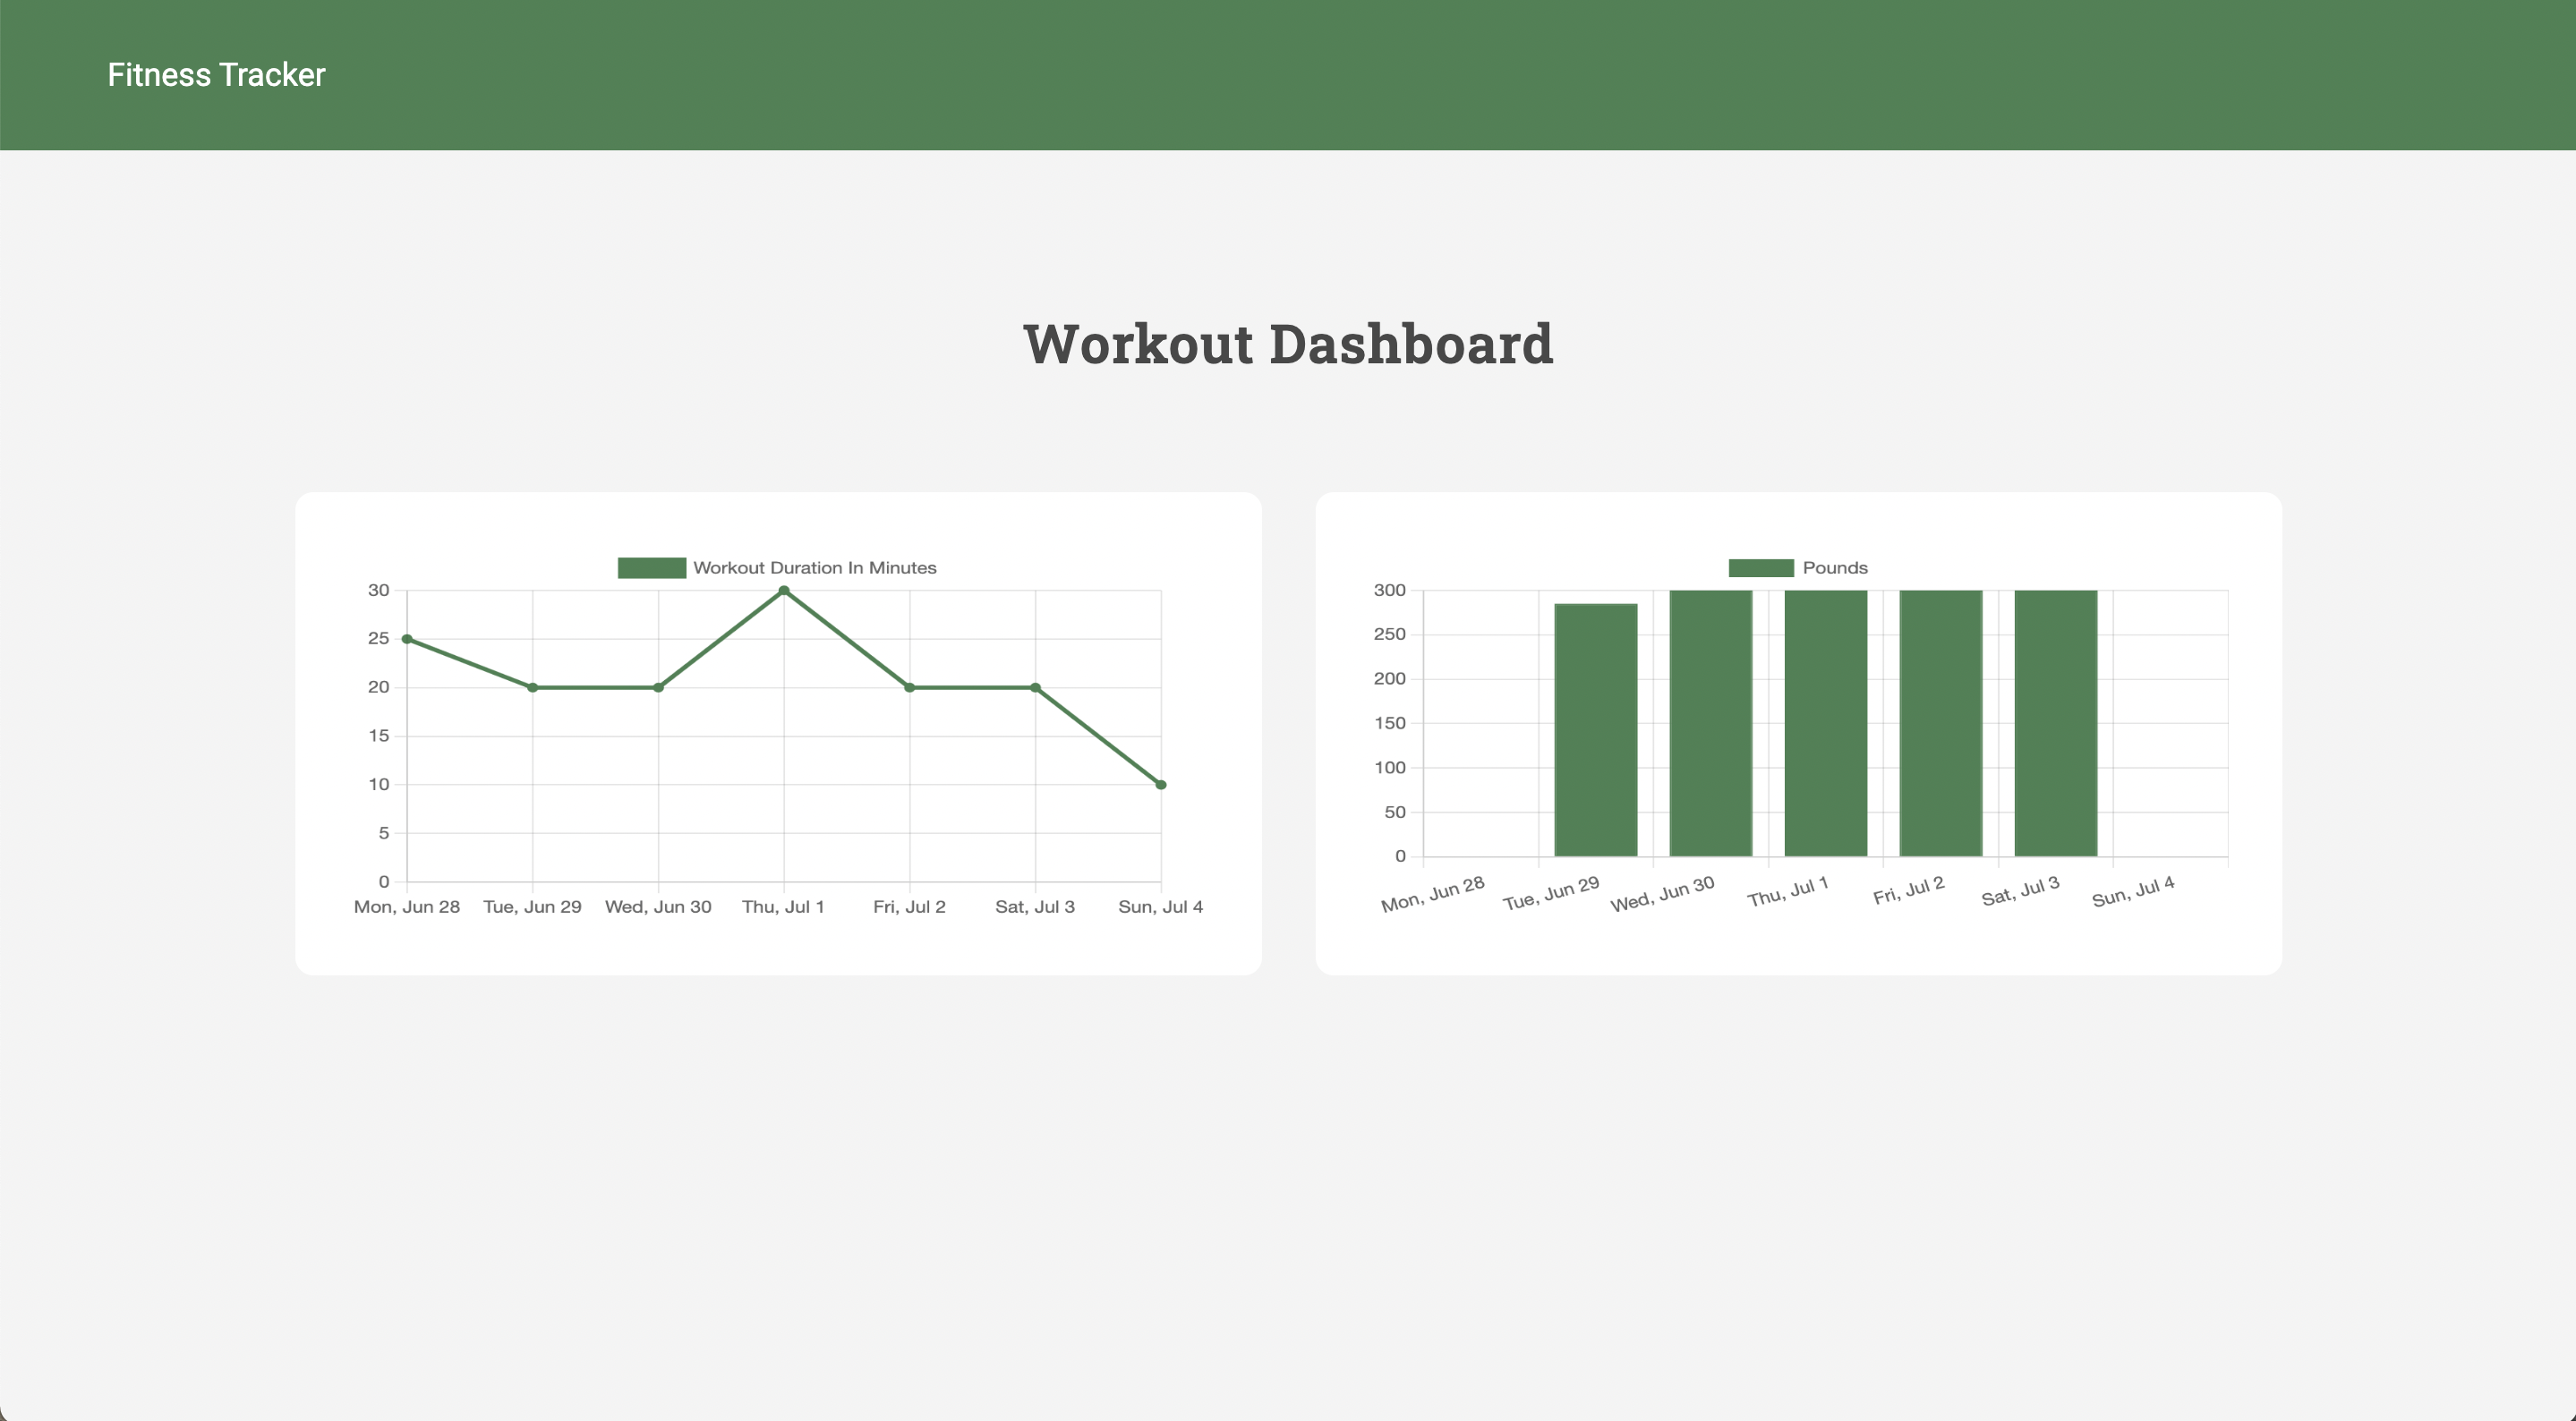 Fitness Tracker
Workout Dashboard
Workout Duration In Minutes
30
25
20
15
10
5
0
Mon, Jun 28 Tue, Jun 29 Wed, Jun 30 Thu, Jul 1 Fri, Jul 2 Sat, Jul 3 Sun, Jul 4
Pounds
300
250
200
150
100
50
0
Mon, Jun 28 Tue, Jun 29 Wed, Jun 30 Thu, Jul 1 Fri, Jul 2 Sat, Jul 3 Sun, Jul 4